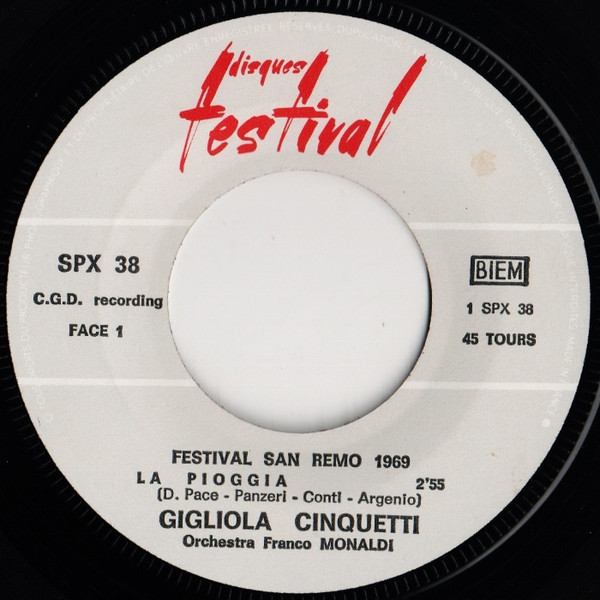 disques
festival
SPX 38
C.G.D. recording
FACE 1
BIEM
1 SPX 38
45 TOURS
FESTIVAL SAN REMO 1969
LA PIOGGIA 2'55
(D. Pace - Panzeri - Conti - Argenio)
GIGLIOLA CINQUETTI
Orchestra Franco MONALDI